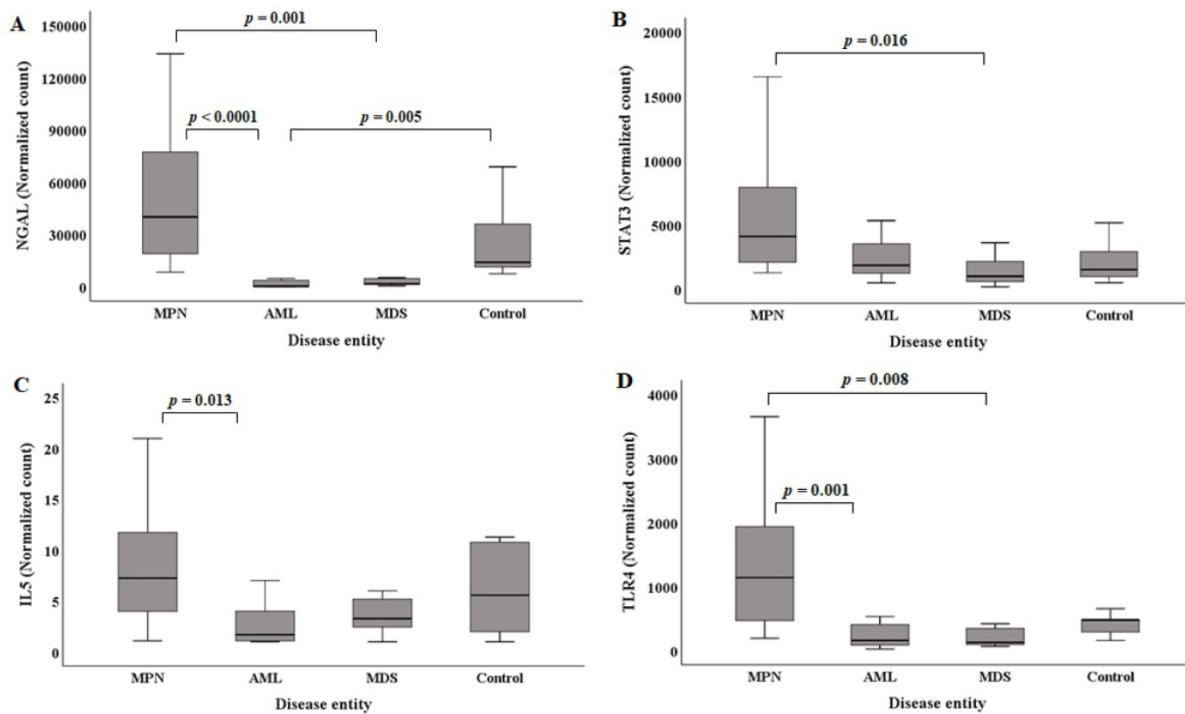 A
NGAL (Normalized count)
150000
120000
90000
60000
30000
0
p = 0.001
p < 0.0001
p = 0.005
MPN AML MDS Control
Disease entity
B
STAT3 (Normalized count)
20000
15000
10000
5000
0
p = 0.016
MPN AML MDS Control
Disease entity
C
IL5 (Normalized count)
25
20
15
10
5
0
p = 0.013
MPN AML MDS Control
Disease entity
D
TLR4 (Normalized count)
4000
3000
2000
1000
0
p = 0.008
p = 0.001
MPN AML MDS Control
Disease entity